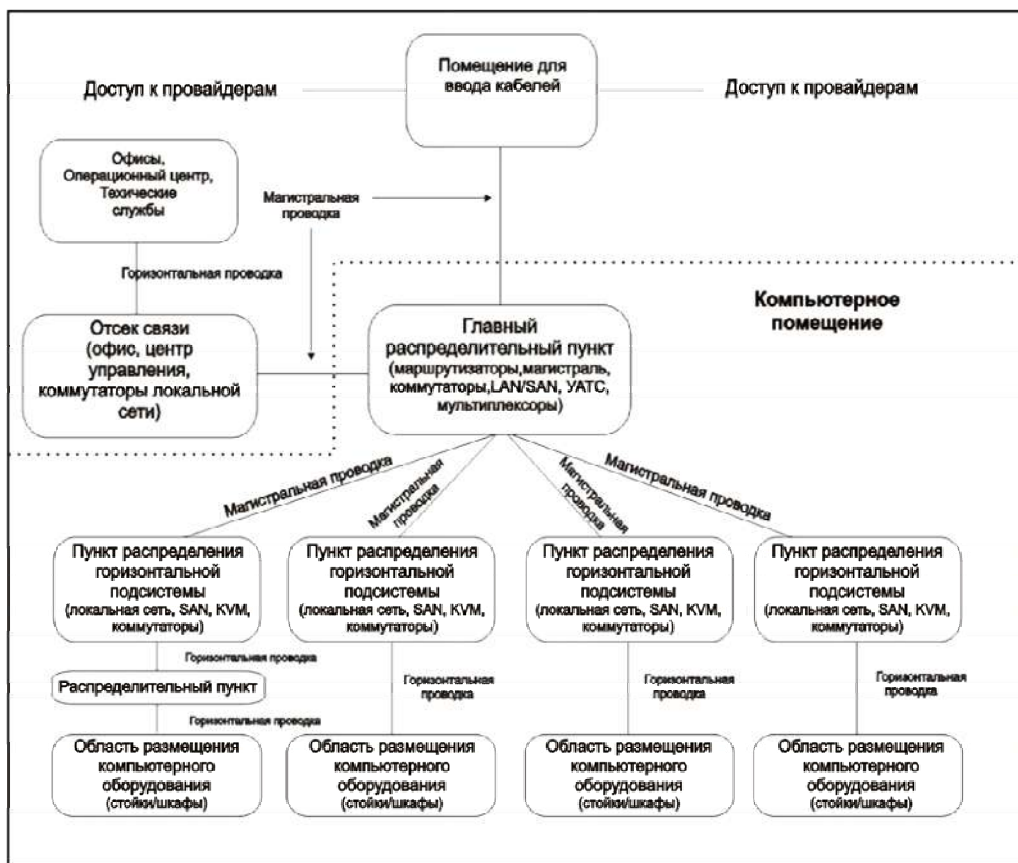 Помещение для
ввода кабелей
Доступ к провайдерам
Доступ к провайдерам
Офисы,
Операционный центр,
Технические
службы
Магистральная
проводка
Горизонтальная проводка
Компьютерное
помещение
Отсек связи
(офис, центр
управления,
коммутаторы локальной
сети)
Главный
распределительный пункт
(маршрутизаторы,магистраль,
коммутаторы,LAN/SAN, УАТС,
мультиплексоры)
Магистральная проводка
Магистральная
проводка
Магистральная
проводка
Магистральная проводка
Пункт распределения
горизонтальной
подсистемы
(локальная сеть, SAN, KVM,
коммутаторы)
Пункт распределения
горизонтальной
подсистемы
(локальная сеть, SAN, KVM,
коммутаторы)
Пункт распределения
горизонтальной
подсистемы
(локальная сеть, SAN, KVM,
коммутаторы)
Пункт распределения
горизонтальной
подсистемы
(локальная сеть, SAN, KVM,
коммутаторы)
Горизонтальная проводка
Распределительный пункт
Горизонтальная проводка
Горизонтальная
проводка
Горизонтальная
проводка
Горизонтальная
проводка
Область размещения
компьютерного
оборудования
(стойки/шкафы)
Область размещения
компьютерного
оборудования
(стойки/шкафы)
Область размещения
компьютерного
оборудования
(стойки/шкафы)
Область размещения
компьютерного
оборудования
(стойки/шкафы)